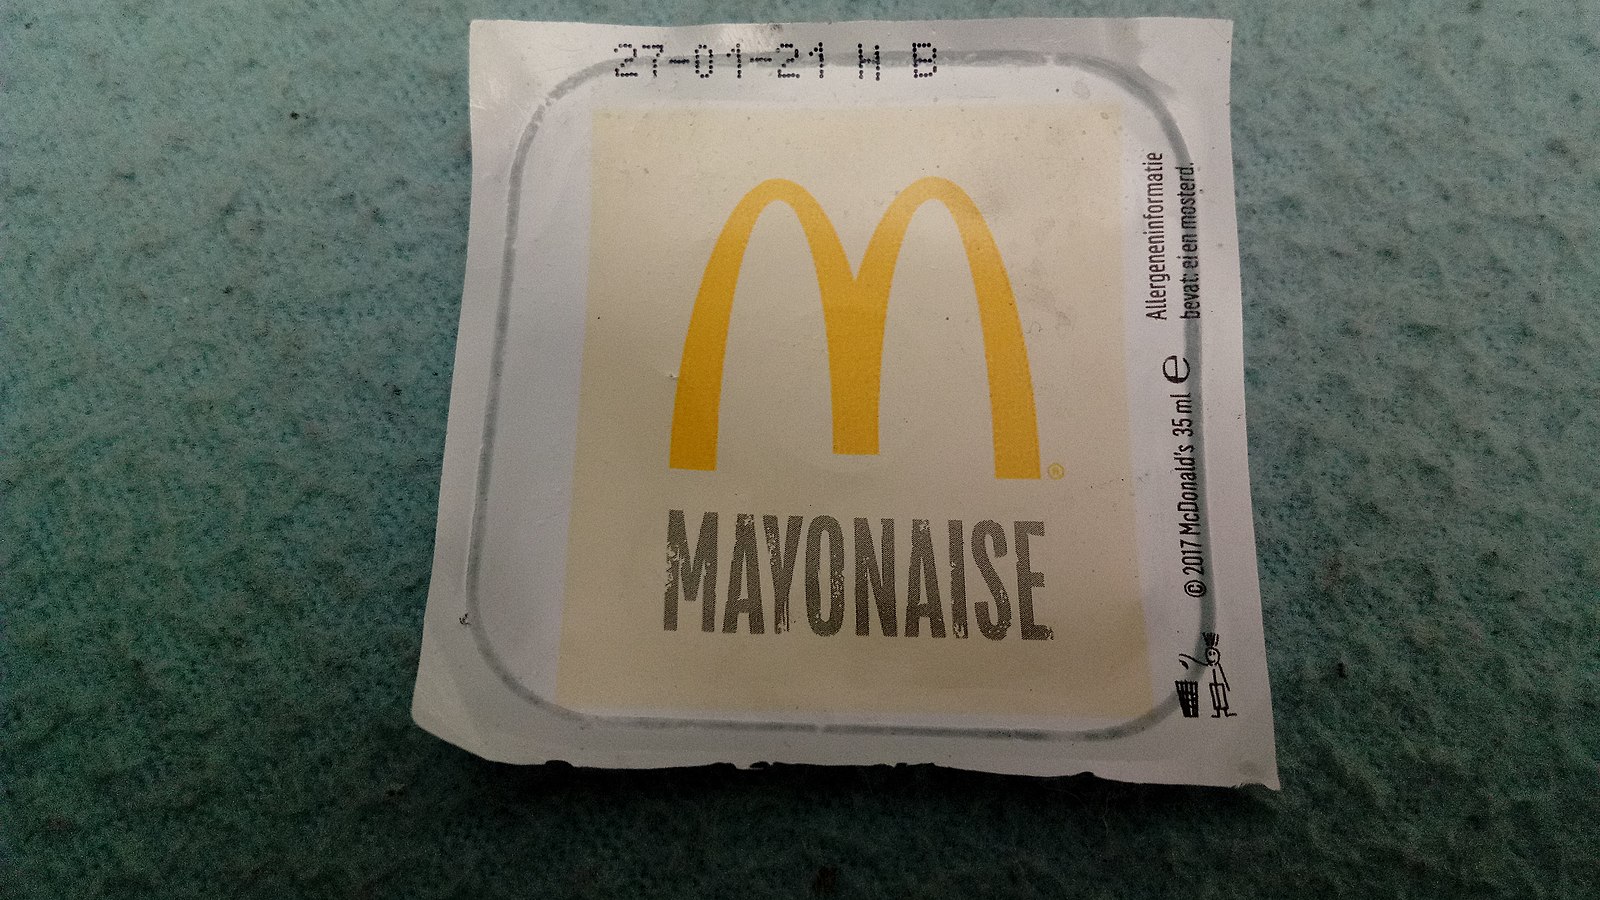 27-01-21 H B
M
®
MAYONAISE
Allergeneninformatie
bevat: ei en mosterd.
© 2017 McDonald's 35 ml ℮